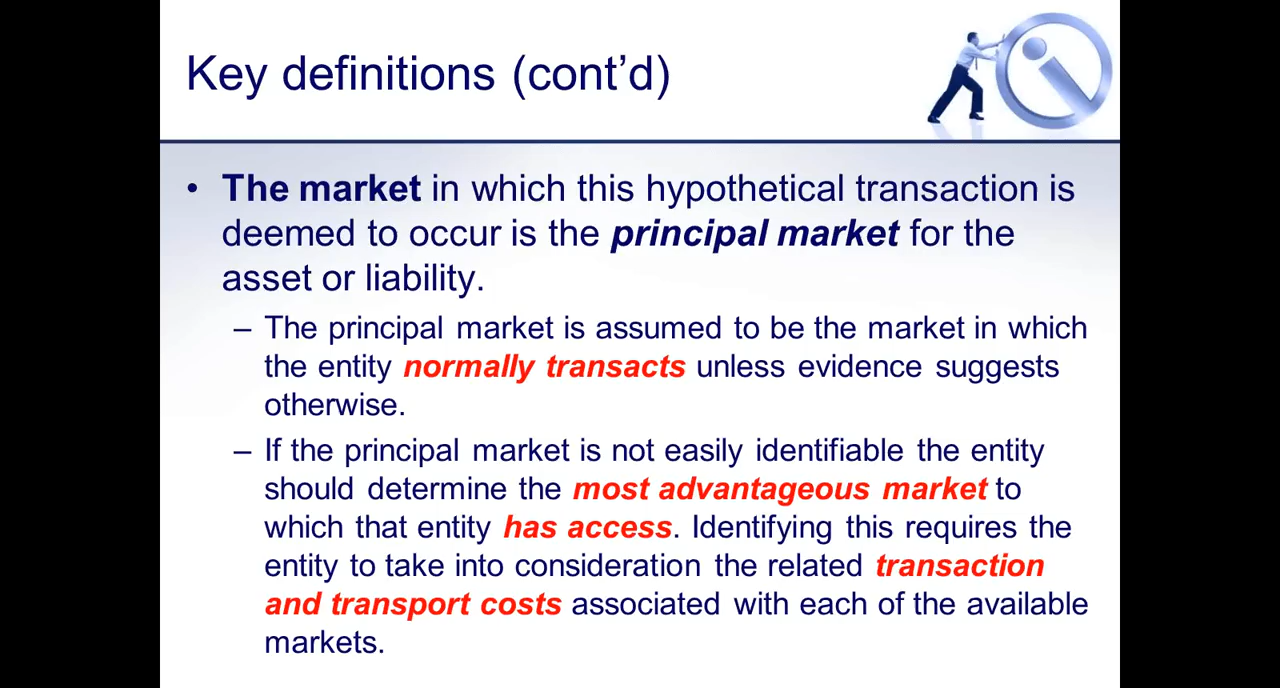 Key definitions (cont’d)
• The market in which this hypothetical transaction is
deemed to occur is the principal market for the
asset or liability.
– The principal market is assumed to be the market in which
the entity normally transacts unless evidence suggests
otherwise.
– If the principal market is not easily identifiable the entity
should determine the most advantageous market to
which that entity has access. Identifying this requires the
entity to take into consideration the related transaction
and transport costs associated with each of the available
markets.